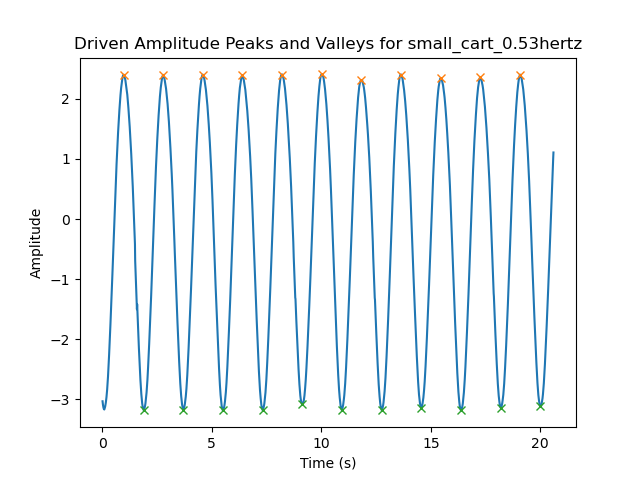 Driven Amplitude Peaks and Valleys for small_cart_0.53hertz
Amplitude
2
1
0
−1
−2
−3
0 5 10 15 20
Time (s)